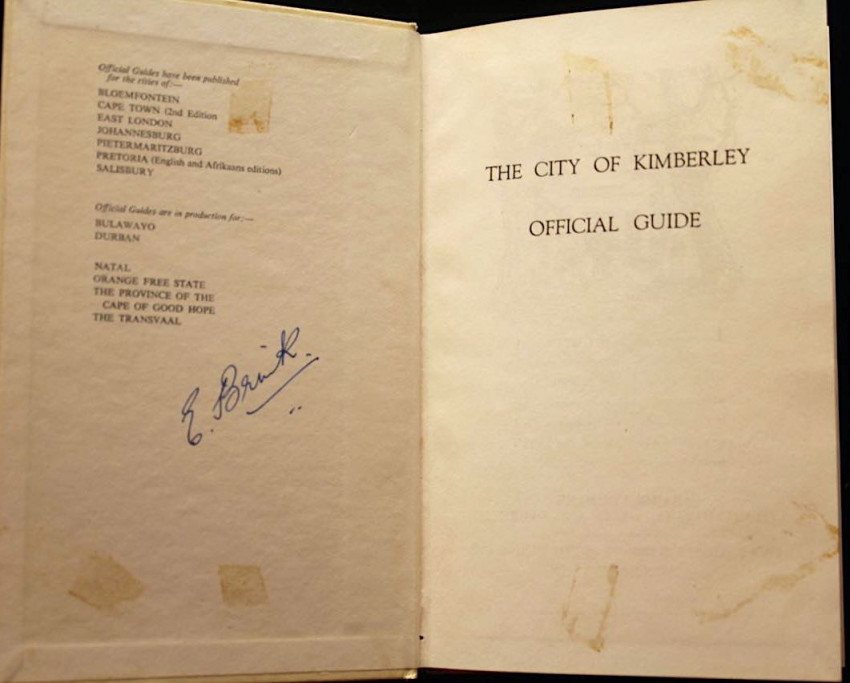 Official Guides have been published
for the cities of:—
BLOEMFONTEIN
CAPE TOWN (2nd Edition
EAST LONDON
JOHANNESBURG
PIETERMARITZBURG
PRETORIA (English and Afrikaans editions)
SALISBURY
Official Guides are in production for:—
BULAWAYO
DURBAN
NATAL
ORANGE FREE STATE
THE PROVINCE OF THE
CAPE OF GOOD HOPE
THE TRANSVAAL
E. Brink.
THE CITY OF KIMBERLEY
OFFICIAL GUIDE